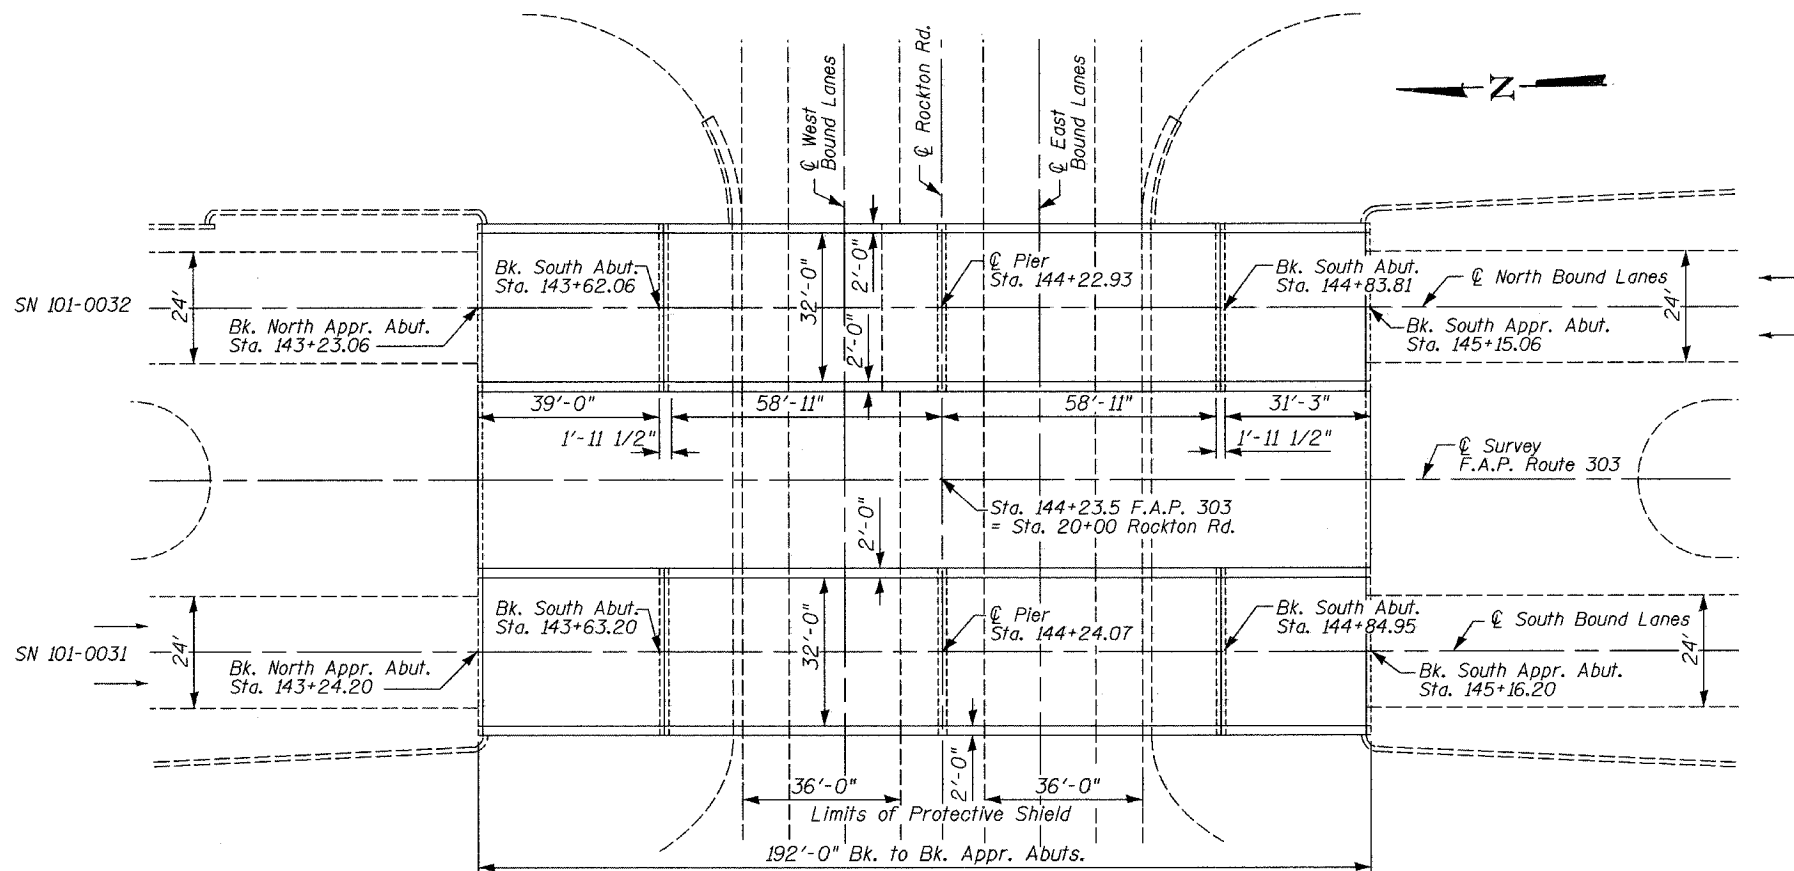 ℄ West
Bound Lanes
℄ Rockton Rd.
℄ East
Bound Lanes
N
SN 101-0032
24'
Bk. South Abut.
Sta. 143+62.06
Bk. North Appr. Abut.
Sta. 143+23.06
32'-0"
2'-0"
2'-0"
℄ Pier
Sta. 144+22.93
Bk. South Abut.
Sta. 144+83.81
℄ North Bound Lanes
24'
Bk. South Appr. Abut.
Sta. 145+15.06
39'-0"
58'-11"
58'-11"
31'-3"
1'-11 1/2"
1'-11 1/2"
℄ Survey
F.A.P. Route 303
Sta. 144+23.5 F.A.P. 303
= Sta. 20+00 Rockton Rd.
2'-0"
SN 101-0031
24'
Bk. South Abut.
Sta. 143+63.20
Bk. North Appr. Abut.
Sta. 143+24.20
32'-0"
℄ Pier
Sta. 144+24.07
Bk. South Abut.
Sta. 144+84.95
℄ South Bound Lanes
24'
Bk. South Appr. Abut.
Sta. 145+16.20
36'-0"
2'-0"
36'-0"
Limits of Protective Shield
192'-0" Bk. to Bk. Appr. Abuts.